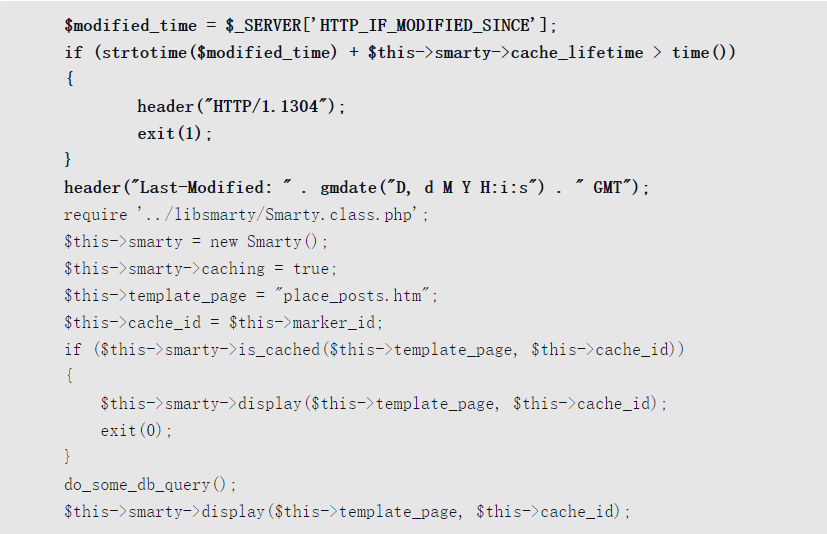 $modified_time = $_SERVER['HTTP_IF_MODIFIED_SINCE'];
if (strtotime($modified_time) + $this->smarty->cache_lifetime > time())
{
header("HTTP/1.1304");
exit(1);
}
header("Last-Modified: " . gmdate("D, d M Y H:i:s") . " GMT");
require '../libsmarty/Smarty.class.php';
$this->smarty = new Smarty();
$this->smarty->caching = true;
$this->template_page = "place_posts.htm";
$this->cache_id = $this->marker_id;
if ($this->smarty->is_cached($this->template_page, $this->cache_id))
{
$this->smarty->display($this->template_page, $this->cache_id);
exit(0);
}
do_some_db_query();
$this->smarty->display($this->template_page, $this->cache_id);